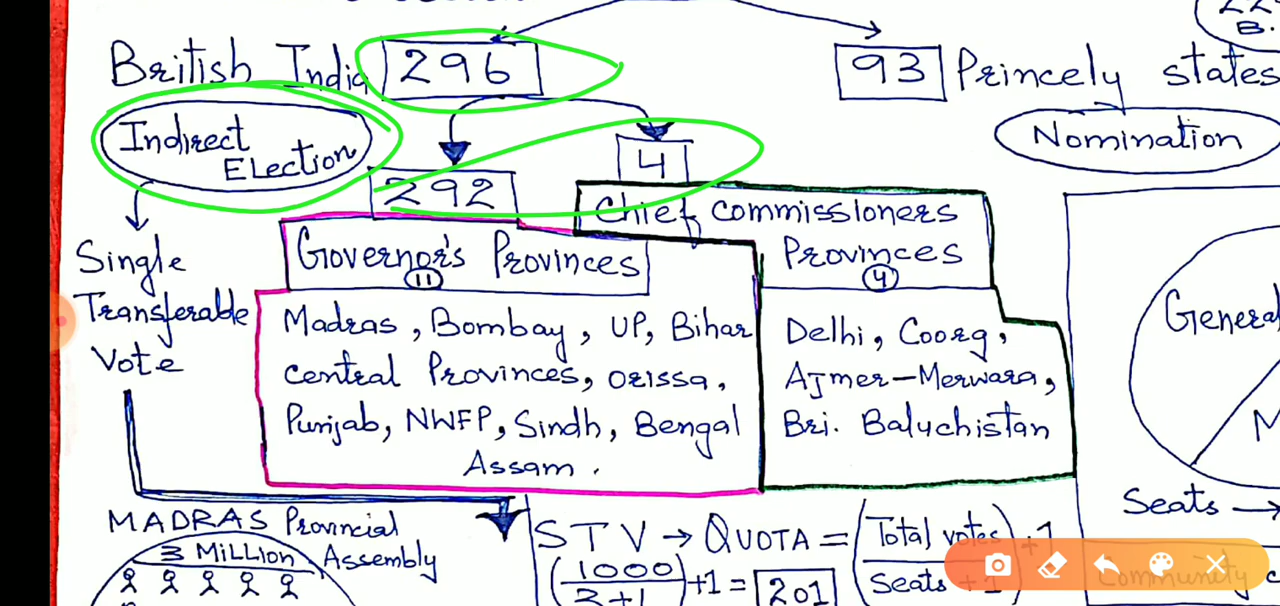 British India 296
93 Princely states
Indirect
Election
Nomination
292
4
Single
Transferable
Vote
Governor's Provinces
11
Madras, Bombay, UP, Bihar
Central Provinces, Orissa,
Punjab, NWFP, Sindh, Bengal
Assam.
Chief commissioners
Provinces
4
Delhi, Coorg,
Ajmer-Merwara,
Bri. Baluchistan
General
M
Seats →
Community
MADRAS Provincial
Assembly
3 MILLION
STV → QUOTA = (Total votes
Seats + 1) + 1
(1000
+1 = 201
B.